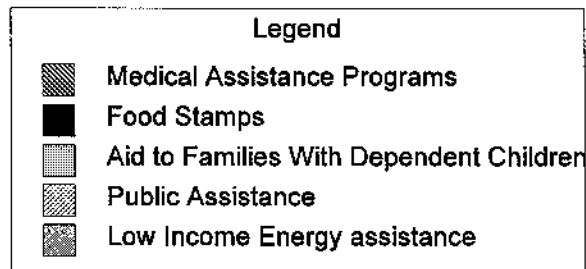 Legend
Medical Assistance Programs
Food Stamps
Aid to Families With Dependent Children
Public Assistance
Low Income Energy assistance